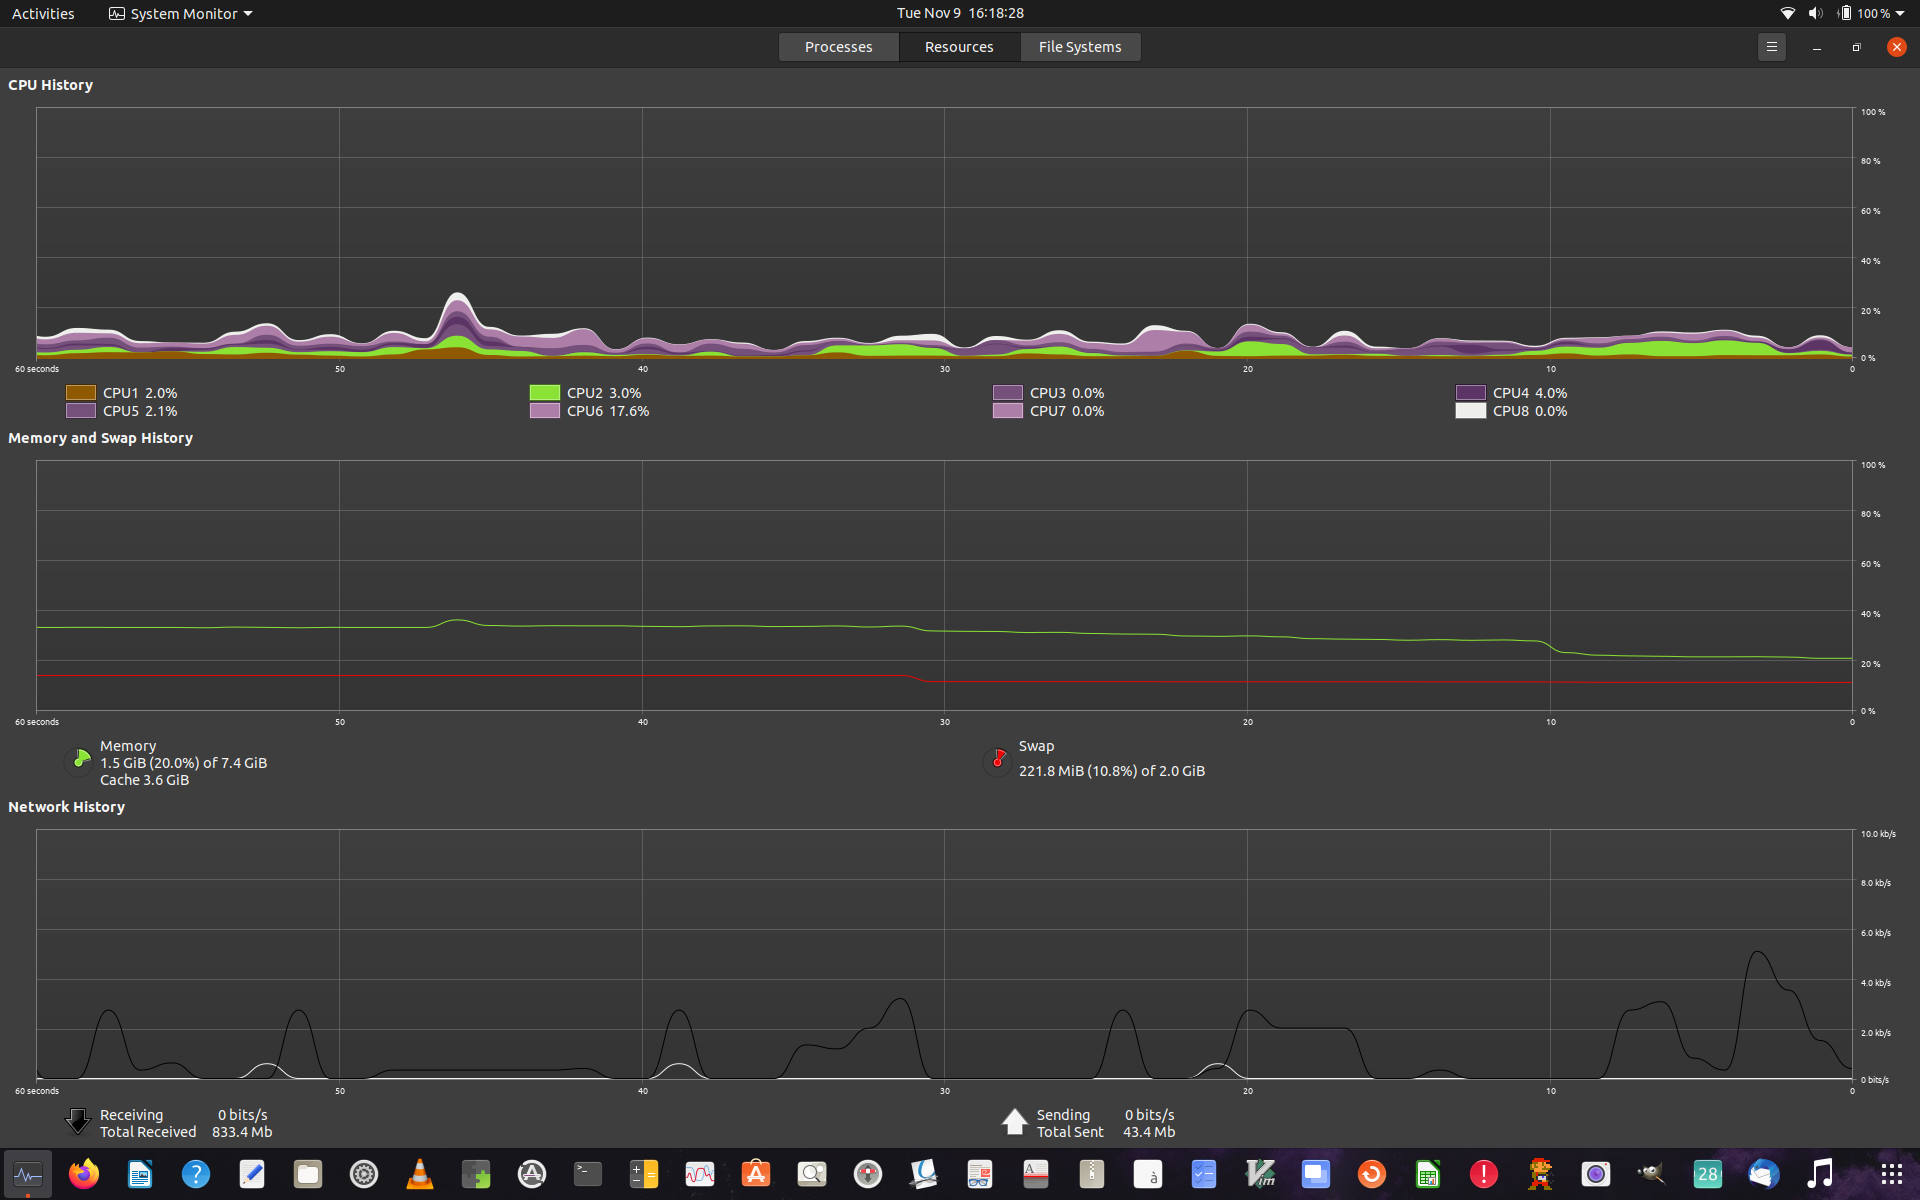 Activities System Monitor Tue Nov 9 16:18:28 100 %
Processes Resources File Systems
CPU History
100 %
80 %
60 %
40 %
20 %
0 %
60 seconds 50 40 30 20 10 0
CPU1 2.0% CPU2 3.0% CPU3 0.0% CPU4 4.0%
CPU5 2.1% CPU6 17.6% CPU7 0.0% CPU8 0.0%
Memory and Swap History
100 %
80 %
60 %
40 %
20 %
0 %
60 seconds 50 40 30 20 10 0
Memory
1.5 GiB (20.0%) of 7.4 GiB
Cache 3.6 GiB
Swap
221.8 MiB (10.8%) of 2.0 GiB
Network History
10.0 kb/s
8.0 kb/s
6.0 kb/s
4.0 kb/s
2.0 kb/s
0 bits/s
60 seconds 50 40 30 20 10 0
Receiving 0 bits/s
Total Received 833.4 Mb
Sending 0 bits/s
Total Sent 43.4 Mb
? >_ A à Vim ! 28